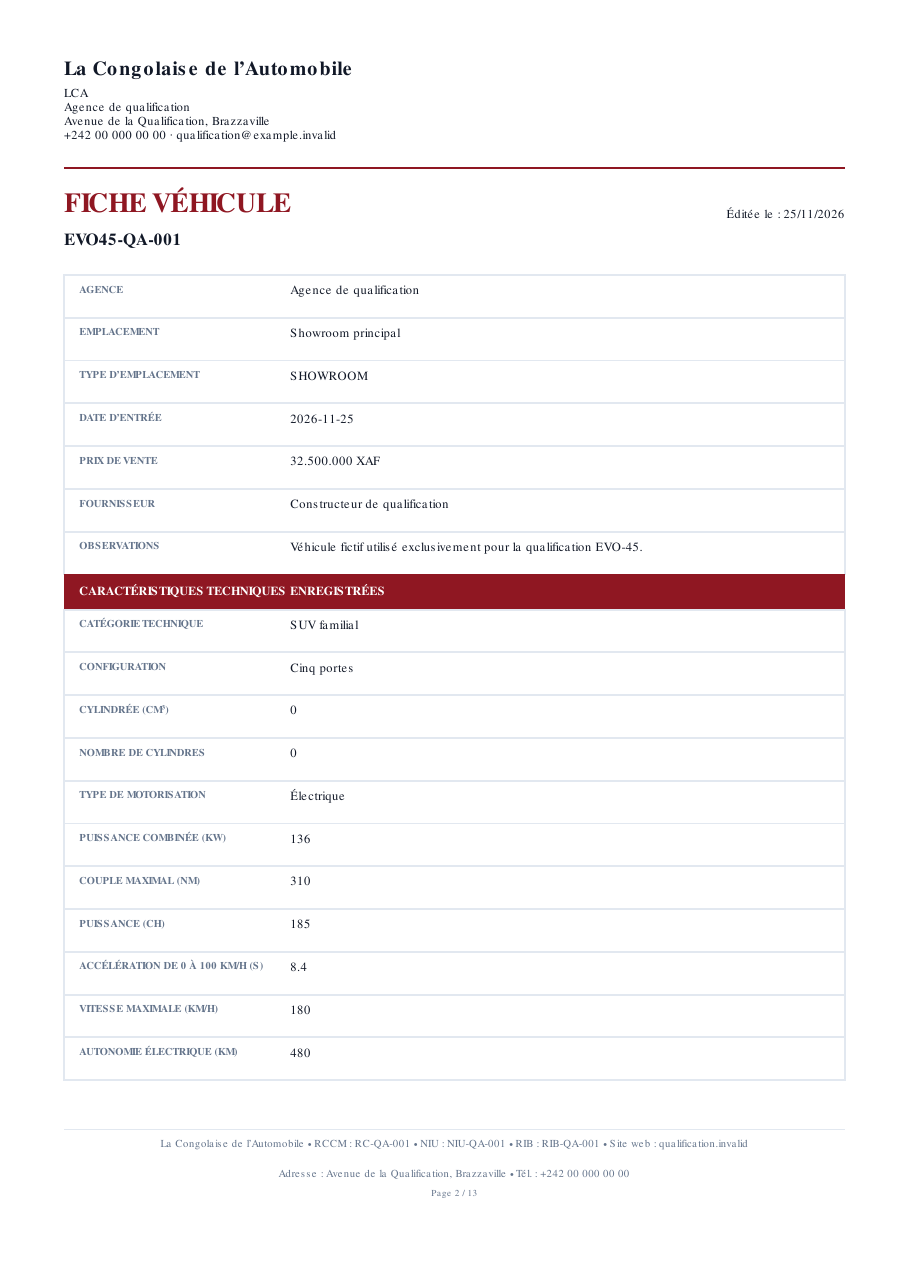 La Congolaise de l’Automobile
LCA
Agence de qualification
Avenue de la Qualification, Brazzaville
+242 00 000 00 00 · qualification@example.invalid
FICHE VÉHICULE
Éditée le : 25/11/2026
EVO45-QA-001
AGENCE Agence de qualification
EMPLACEMENT Showroom principal
TYPE D’EMPLACEMENT SHOWROOM
DATE D’ENTRÉE 2026-11-25
PRIX DE VENTE 32.500.000 XAF
FOURNISSEUR Constructeur de qualification
OBSERVATIONS Véhicule fictif utilisé exclusivement pour la qualification EVO-45.
CARACTÉRISTIQUES TECHNIQUES ENREGISTRÉES
CATÉGORIE TECHNIQUE SUV familial
CONFIGURATION Cinq portes
CYLINDRÉE (CM³) 0
NOMBRE DE CYLINDRES 0
TYPE DE MOTORISATION Électrique
PUISSANCE COMBINÉE (KW) 136
COUPLE MAXIMAL (NM) 310
PUISSANCE (CH) 185
ACCÉLÉRATION DE 0 À 100 KM/H (S) 8.4
VITESSE MAXIMALE (KM/H) 180
AUTONOMIE ÉLECTRIQUE (KM) 480
La Congolaise de l’Automobile • RCCM : RC-QA-001 • NIU : NIU-QA-001 • RIB : RIB-QA-001 • Site web : qualification.invalid
Adresse : Avenue de la Qualification, Brazzaville • Tél. : +242 00 000 00 00
Page 2 / 13